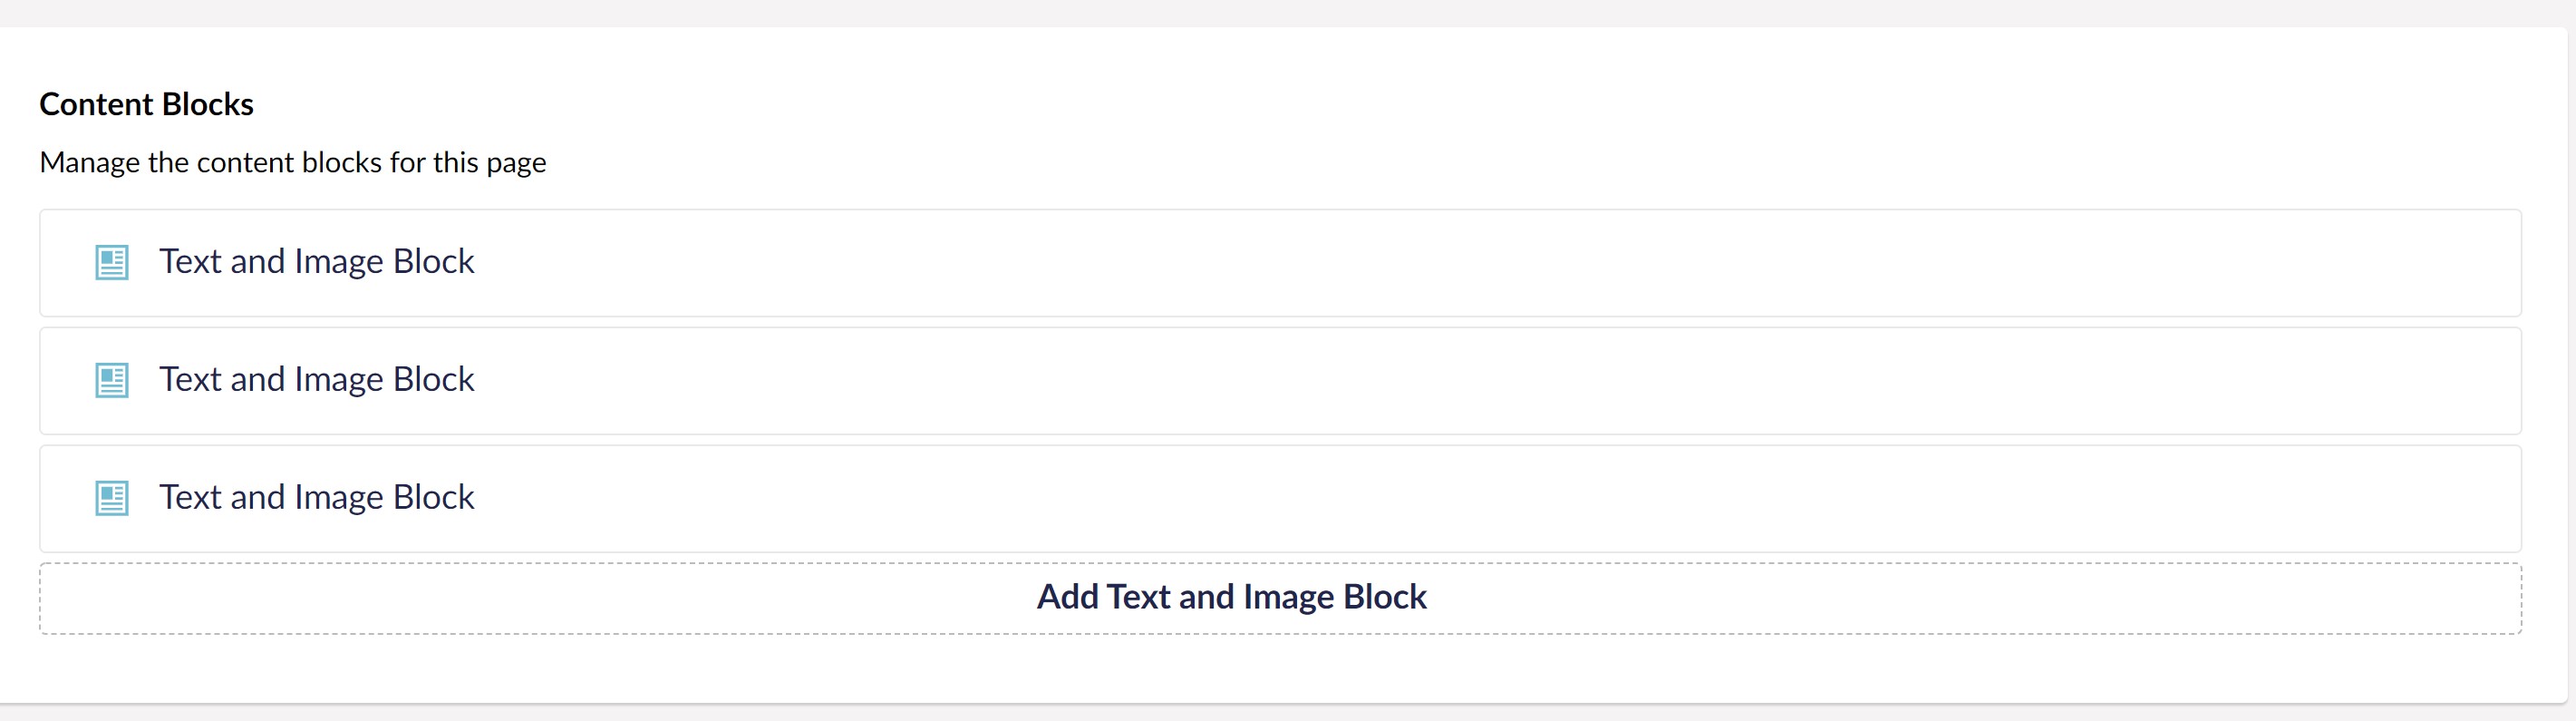 Content Blocks
Manage the content blocks for this page
Text and Image Block
Text and Image Block
Text and Image Block
Add Text and Image Block